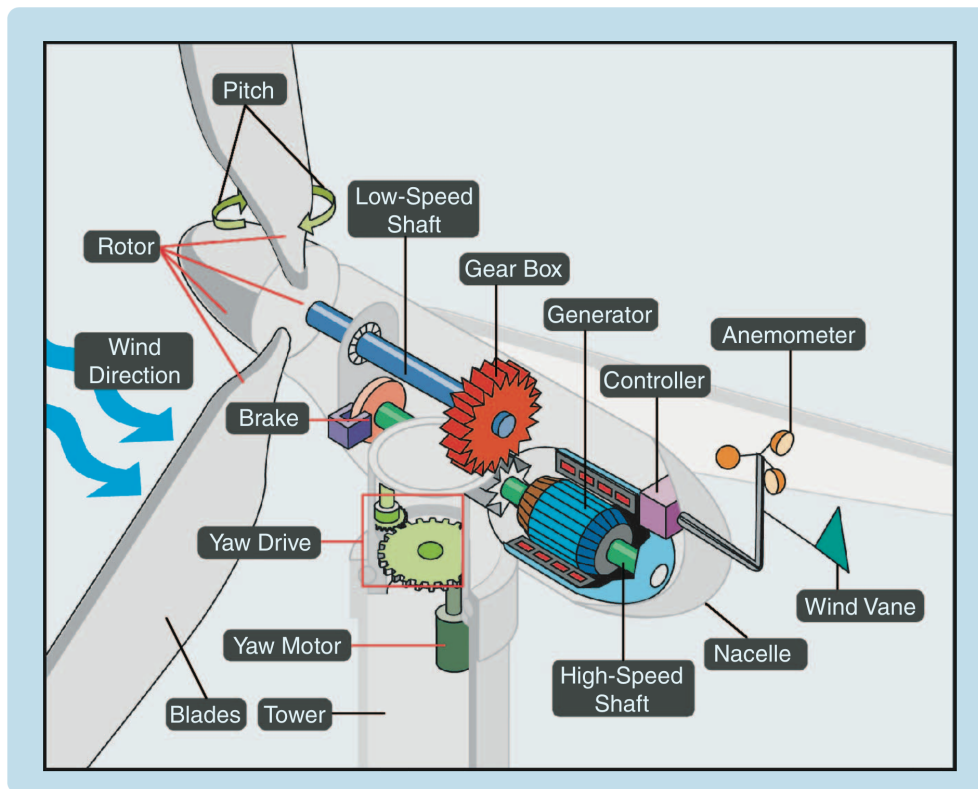 Pitch
Low-Speed
Shaft
Rotor
Gear Box
Generator
Anemometer
Wind
Direction
Controller
Brake
Yaw Drive
Wind Vane
Yaw Motor
Nacelle
High-Speed
Shaft
Blades
Tower